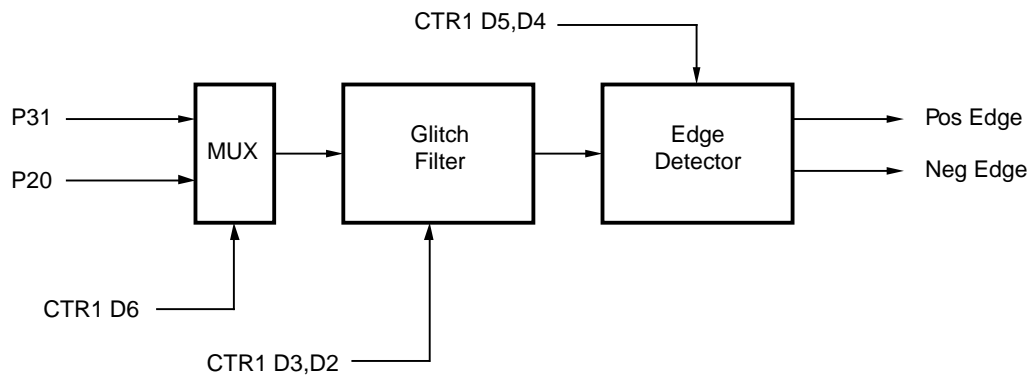 CTR1 D5,D4
P31
P20
MUX
Glitch
Filter
Edge
Detector
Pos Edge
Neg Edge
CTR1 D6
CTR1 D3,D2